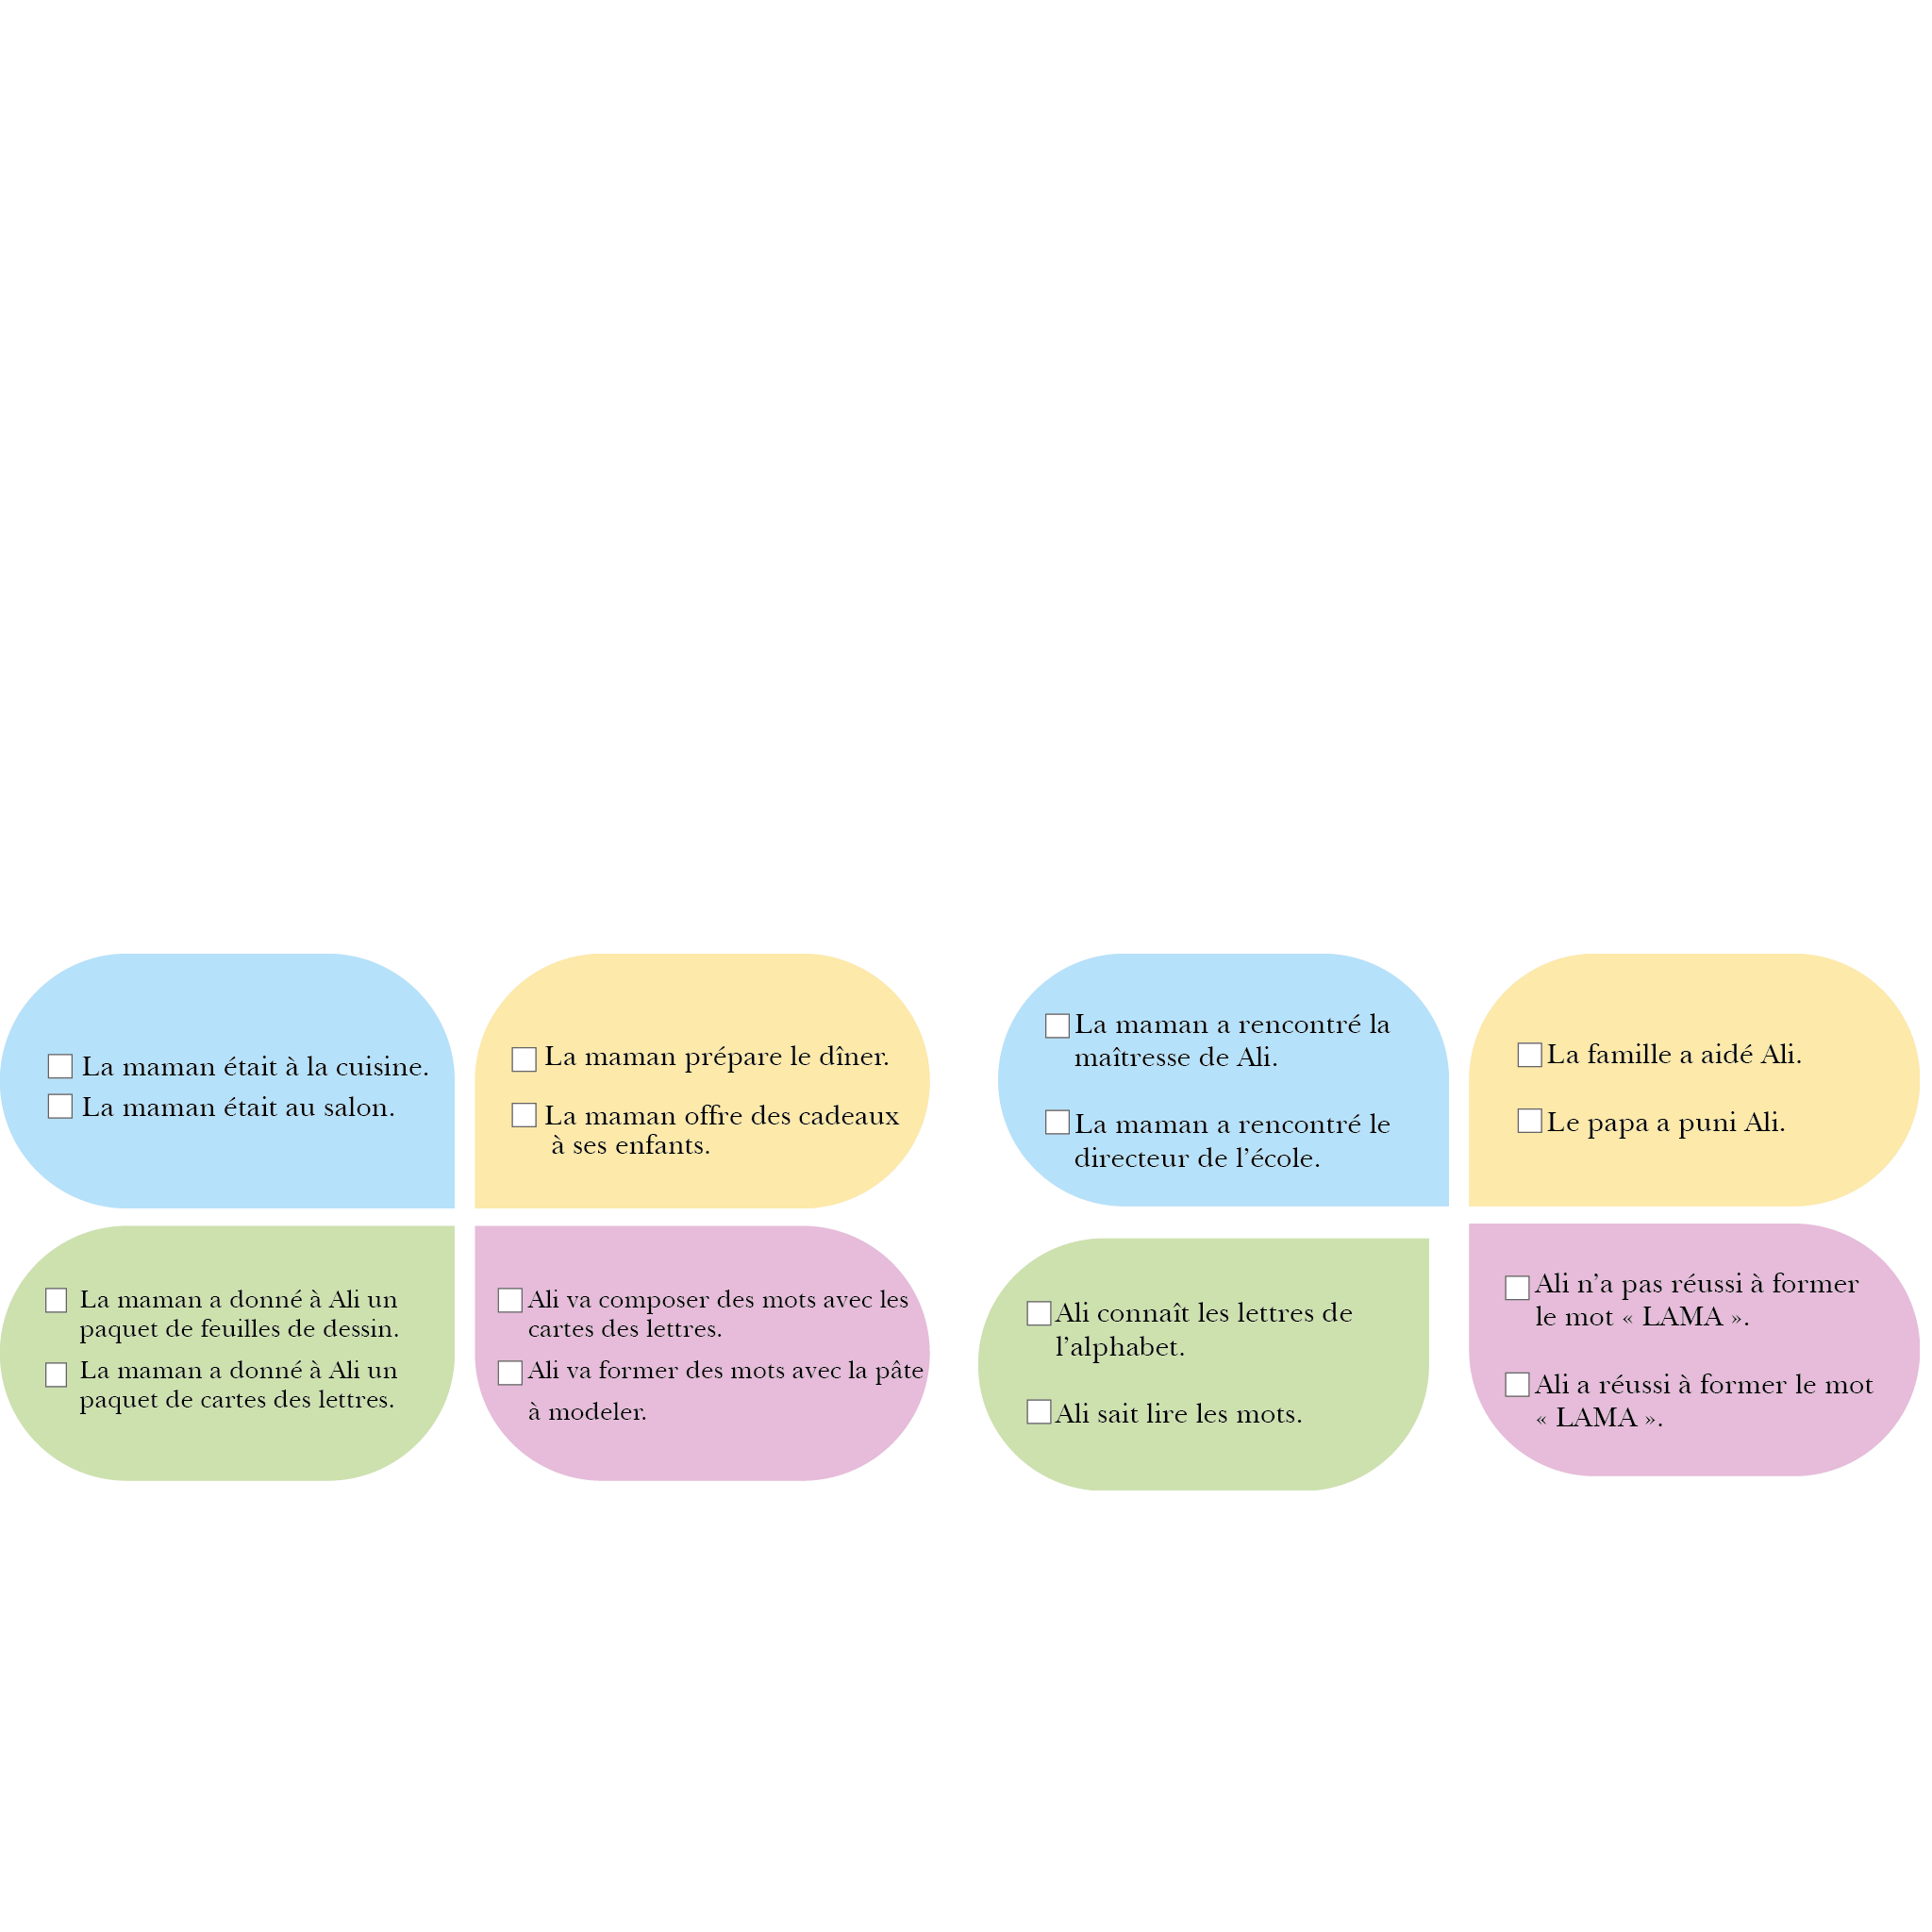 La maman était à la cuisine.
La maman était au salon.
La maman prépare le dîner.
La maman offre des cadeaux
à ses enfants.
La maman a donné à Ali un
paquet de feuilles de dessin.
La maman a donné à Ali un
paquet de cartes des lettres.
Ali va composer des mots avec les
cartes des lettres.
Ali va former des mots avec la pâte
à modeler.
La maman a rencontré la
maîtresse de Ali.
La maman a rencontré le
directeur de l’école.
La famille a aidé Ali.
Le papa a puni Ali.
Ali connaît les lettres de
l’alphabet.
Ali sait lire les mots.
Ali n’a pas réussi à former
le mot « LAMA ».
Ali a réussi à former le mot
« LAMA ».